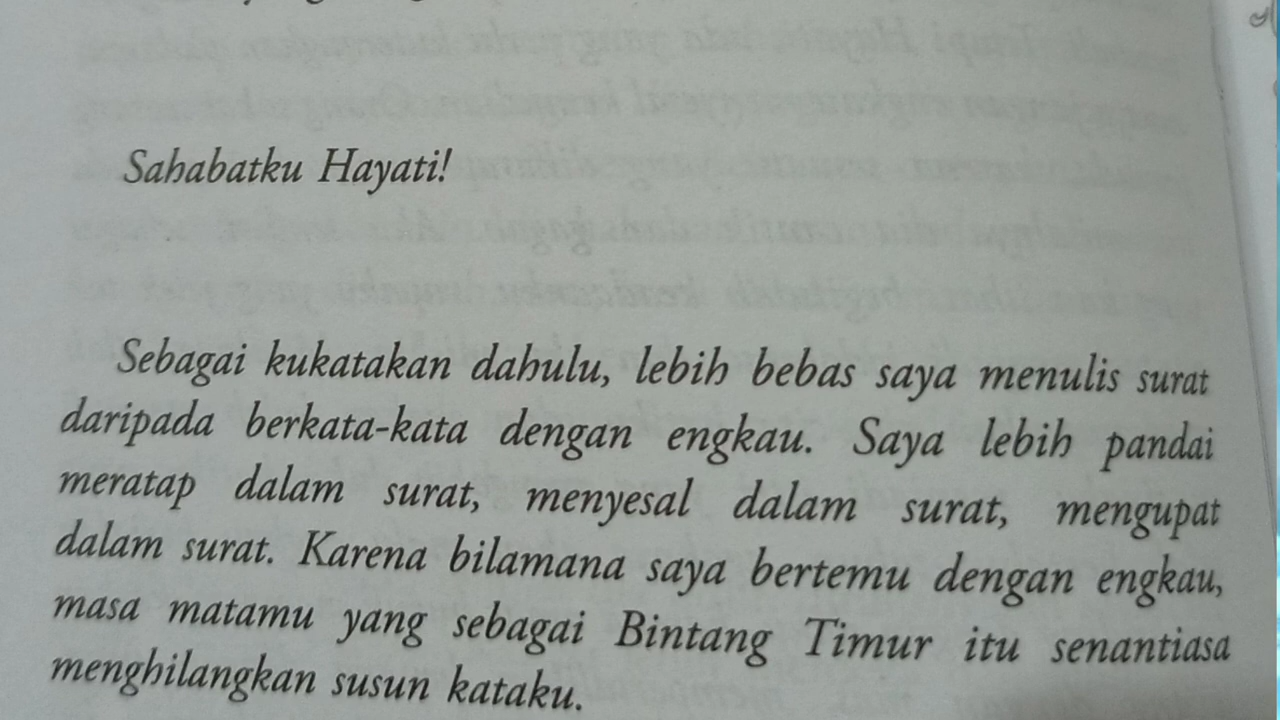 Sahabatku Hayati!
Sebagai kukatakan dahulu, lebih bebas saya menulis surat
daripada berkata-kata dengan engkau. Saya lebih pandai
meratap dalam surat, menyesal dalam surat, mengupat
dalam surat. Karena bilamana saya bertemu dengan engkau,
masa matamu yang sebagai Bintang Timur itu senantiasa
menghilangkan susun kataku.